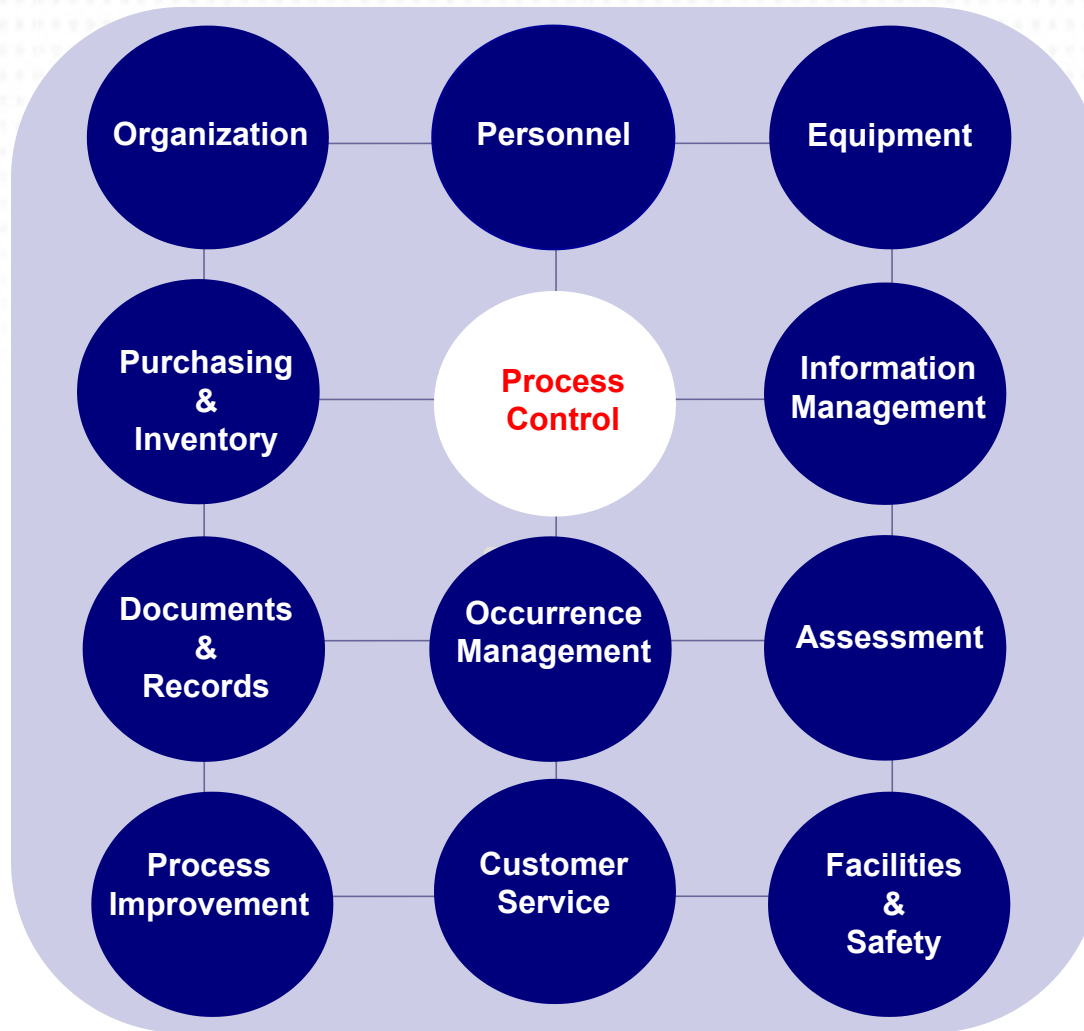 Organization
Personnel
Equipment
Purchasing
&
Inventory
Process
Control
Information
Management
Documents
&
Records
Occurrence
Management
Assessment
Process
Improvement
Customer
Service
Facilities
&
Safety